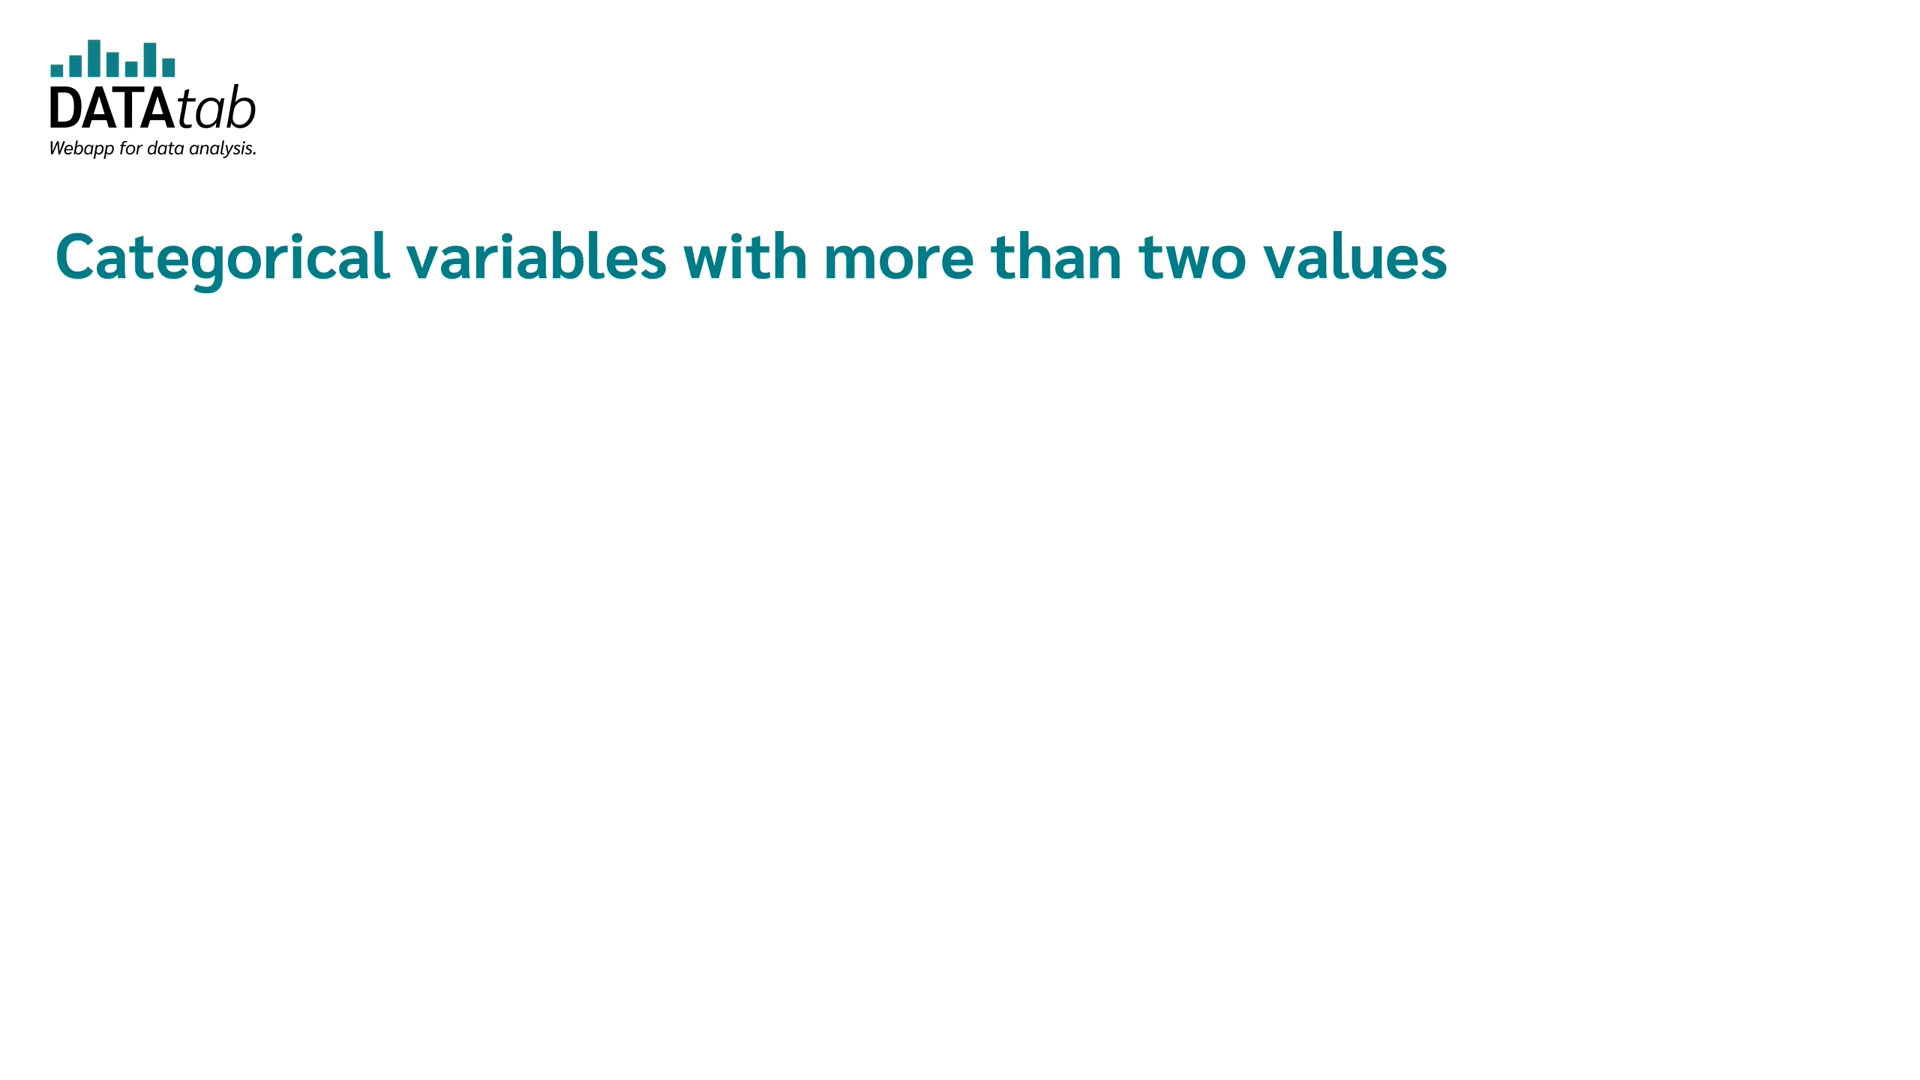 DATAtab
Webapp for data analysis.
Categorical variables with more than two values